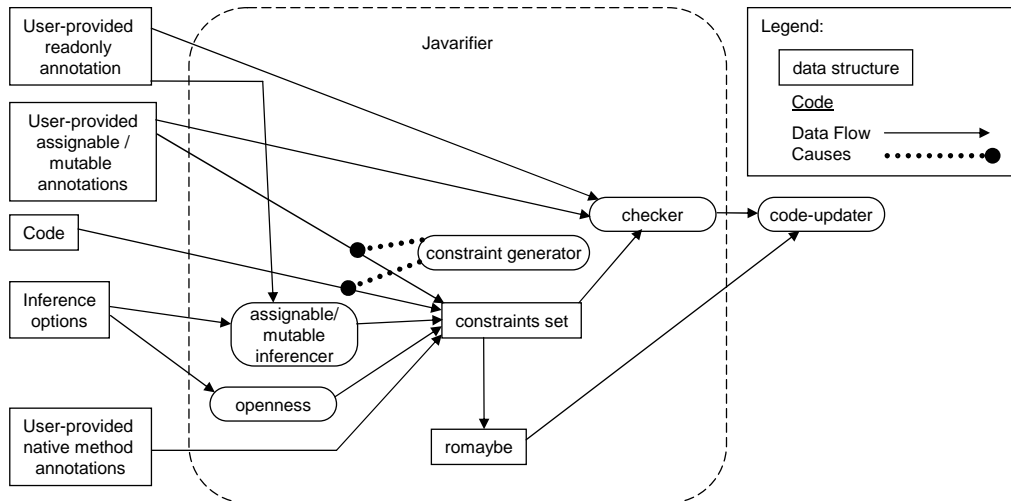 User-provided
readonly
annotation
Javarifier
Legend:
data structure
Code
Data Flow
Causes
User-provided
assignable /
mutable
annotations
checker
code-updater
Code
constraint generator
Inference
options
assignable/
mutable
inferencer
constraints set
openness
User-provided
native method
annotations
romaybe